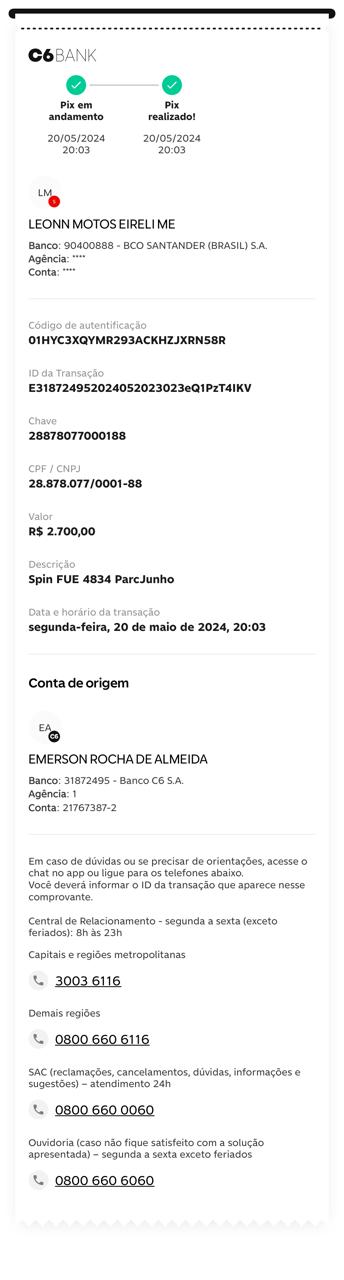 C6BANK
Pix em
andamento
20/05/2024
20:03
Pix
realizado!
20/05/2024
20:03
LM
LEONN MOTOS EIRELI ME
Banco: 90400888 - BCO SANTANDER (BRASIL) S.A.
Agência: ****
Conta: ****
Código de autentificação
01HYC3XQYMR293ACKHZJXRN58R
ID da Transação
E31872495202405202​3023eQ1PzT4IKV
Chave
28878077000188
CPF / CNPJ
28.878.077/0001-88
Valor
R$ 2.700,00
Descrição
Spin FUE 4834 ParcJunho
Data e horário da transação
segunda-feira, 20 de maio de 2024, 20:03
Conta de origem
EA
C6
EMERSON ROCHA DE ALMEIDA
Banco: 31872495 - Banco C6 S.A.
Agência: 1
Conta: 21767387-2
Em caso de dúvidas ou se precisar de orientações, acesse o
chat no app ou ligue para os telefones abaixo.
Você deverá informar o ID da transação que aparece nesse
comprovante.
Central de Relacionamento - segunda a sexta (exceto
feriados): 8h às 23h
Capitais e regiões metropolitanas
3003 6116
Demais regiões
0800 660 6116
SAC (reclamações, cancelamentos, dúvidas, informações e
sugestões) – atendimento 24h
0800 660 0060
Ouvidoria (caso não fique satisfeito com a solução
apresentada) – segunda a sexta exceto feriados
0800 660 6060